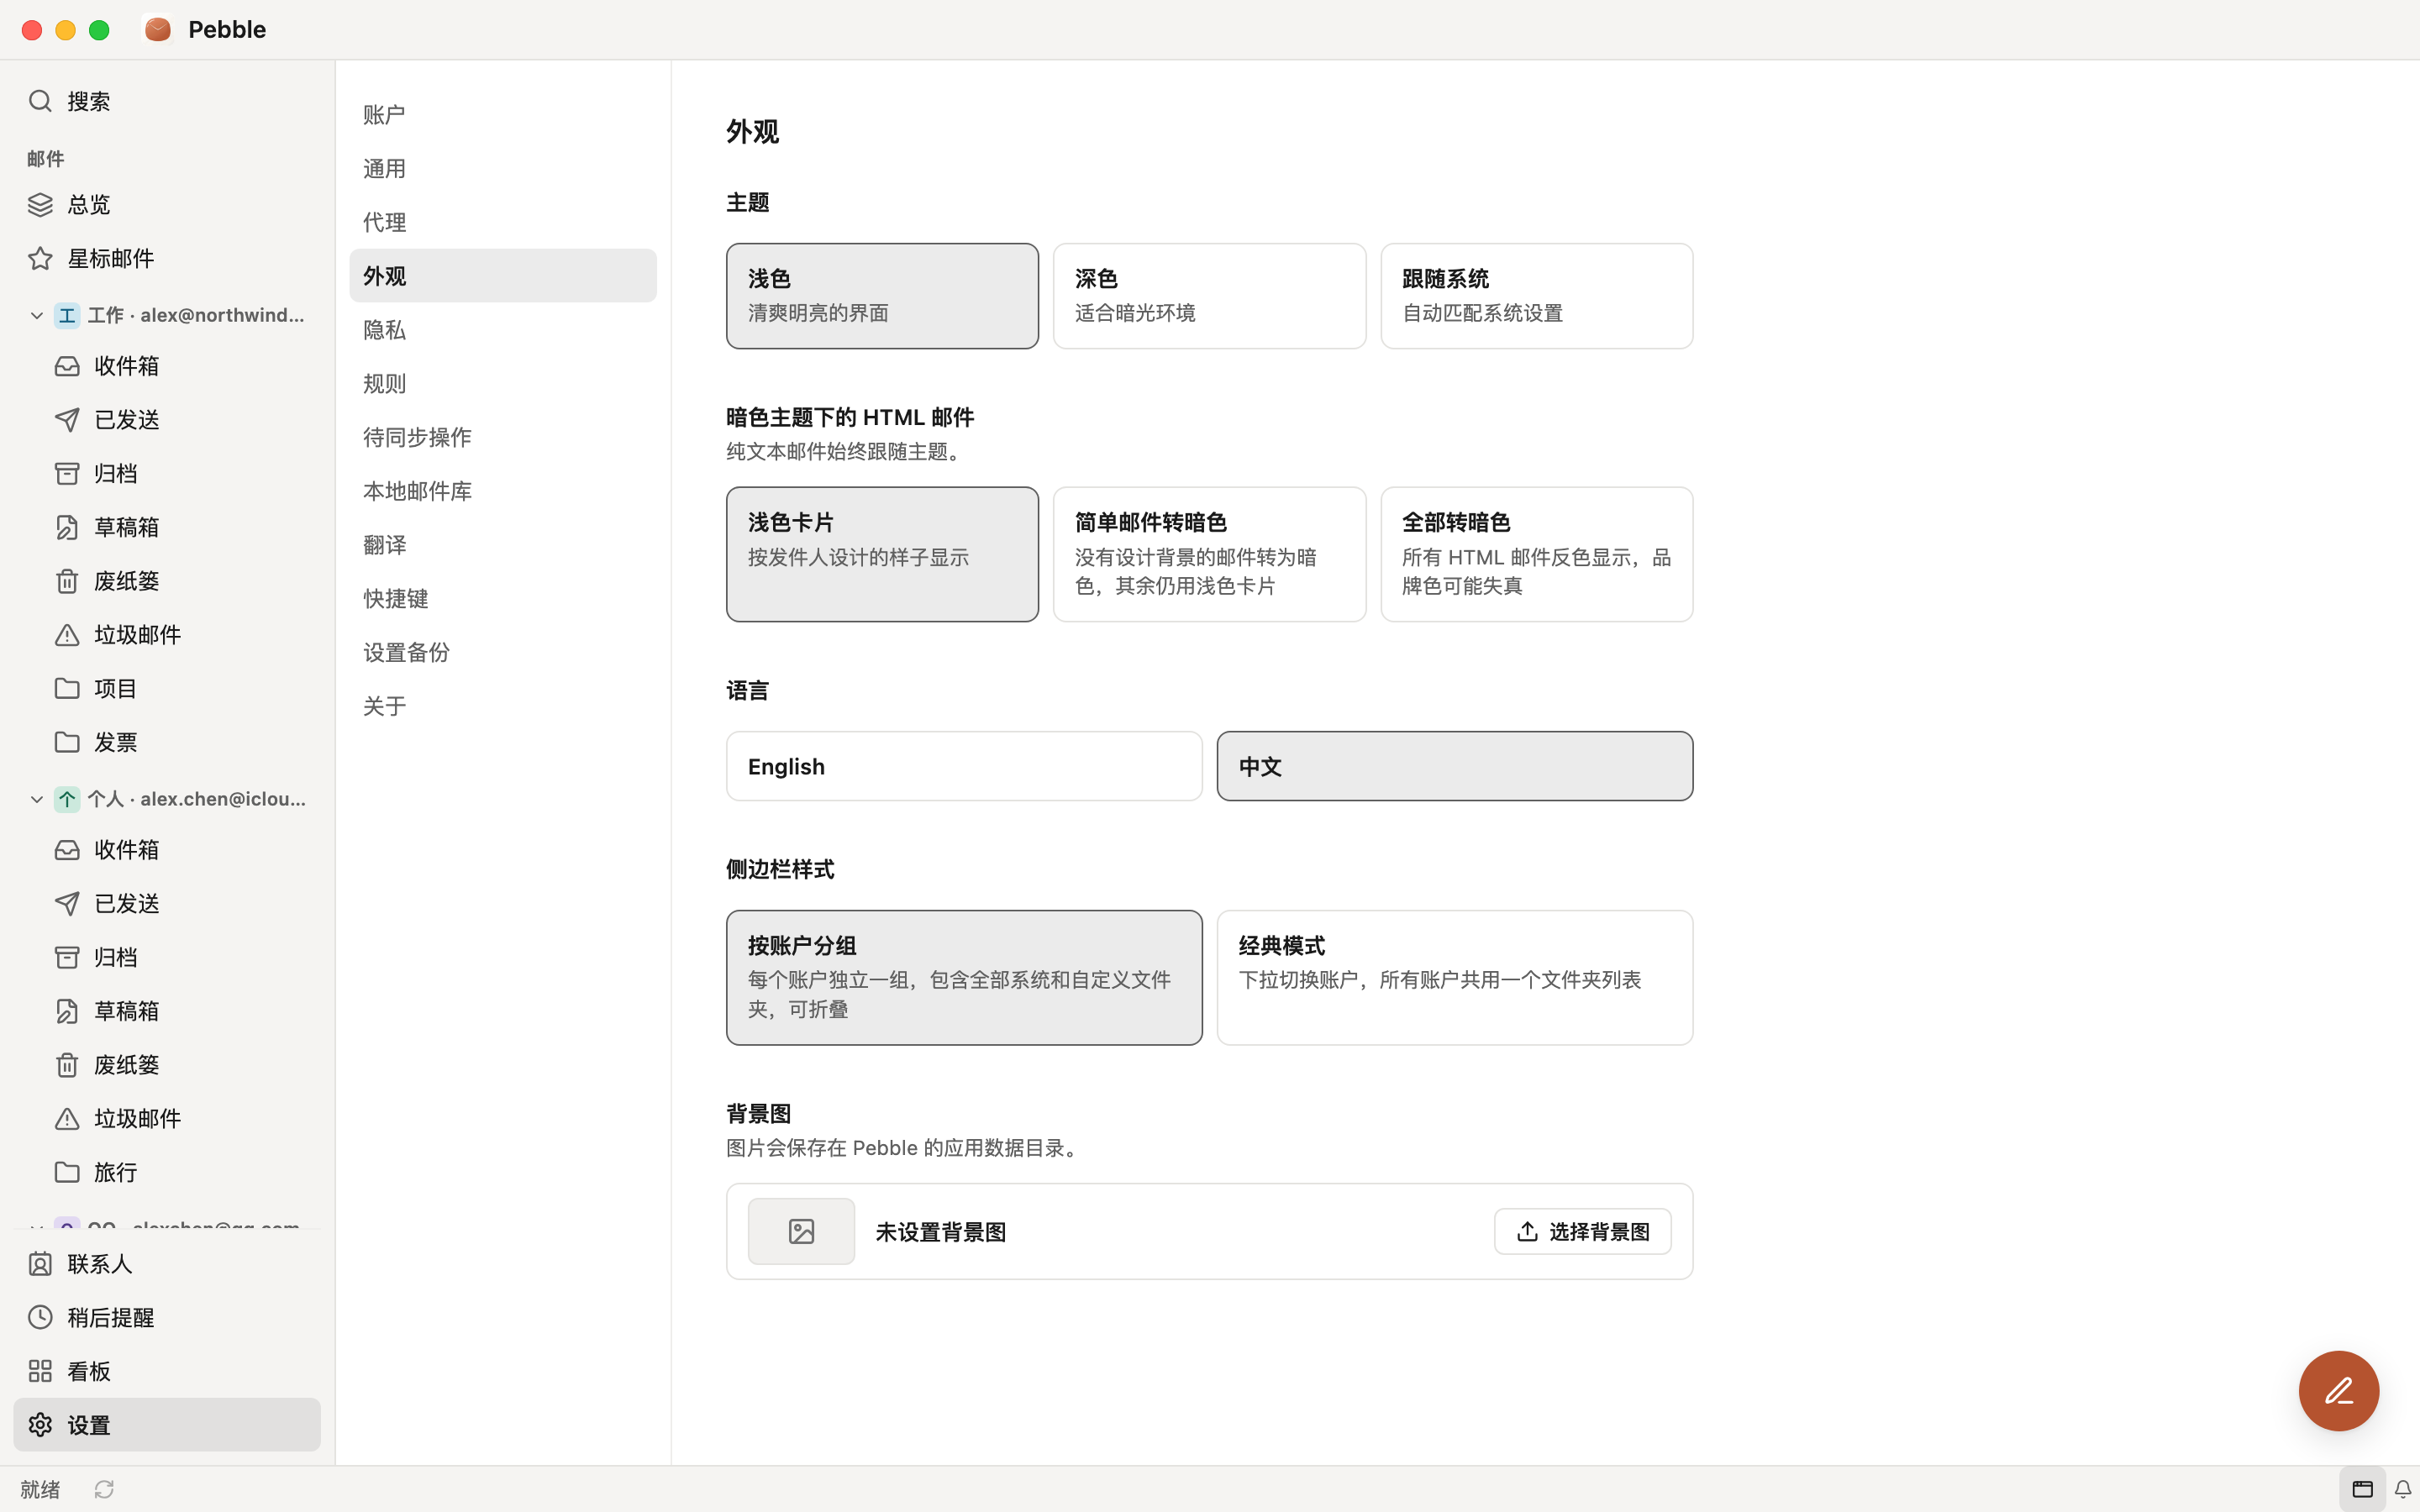 Pebble
搜索
邮件
总览
星标邮件
工 工作 · alex@northwind...
收件箱
已发送
归档
草稿箱
废纸篓
垃圾邮件
项目
发票
个 个人 · alex.chen@iclou...
收件箱
已发送
归档
草稿箱
废纸篓
垃圾邮件
旅行
Q QQ · alexchen@qq.com
联系人
稍后提醒
看板
设置
就绪
账户
通用
代理
外观
隐私
规则
待同步操作
本地邮件库
翻译
快捷键
设置备份
关于
外观
主题
浅色
清爽明亮的界面
深色
适合暗光环境
跟随系统
自动匹配系统设置
暗色主题下的 HTML 邮件
纯文本邮件始终跟随主题。
浅色卡片
按发件人设计的样子显示
简单邮件转暗色
没有设计背景的邮件转为暗
色，其余仍用浅色卡片
全部转暗色
所有 HTML 邮件反色显示，品
牌色可能失真
语言
English
中文
侧边栏样式
按账户分组
每个账户独立一组，包含全部系统和自定义文件
夹，可折叠
经典模式
下拉切换账户，所有账户共用一个文件夹列表
背景图
图片会保存在 Pebble 的应用数据目录。
未设置背景图
选择背景图